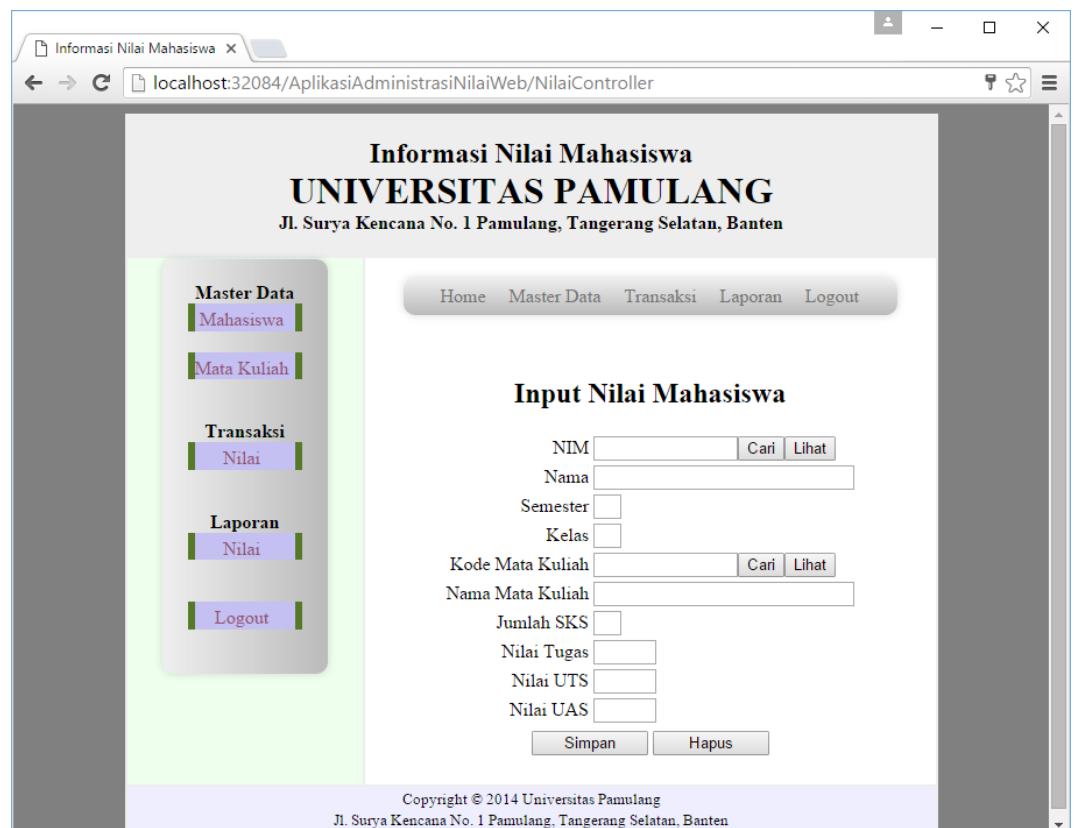 Informasi Nilai Mahasiswa
localhost:32084/AplikasiAdministrasiNilaiWeb/NilaiController
Informasi Nilai Mahasiswa
UNIVERSITAS PAMULANG
Jl. Surya Kencana No. 1 Pamulang, Tangerang Selatan, Banten
Master Data
Mahasiswa
Mata Kuliah
Transaksi
Nilai
Laporan
Nilai
Logout
Home Master Data Transaksi Laporan Logout
Input Nilai Mahasiswa
NIM Cari Lihat
Nama
Semester
Kelas
Kode Mata Kuliah Cari Lihat
Nama Mata Kuliah
Jumlah SKS
Nilai Tugas
Nilai UTS
Nilai UAS
Simpan Hapus
Copyright © 2014 Universitas Pamulang
Jl. Surya Kencana No. 1 Pamulang, Tangerang Selatan, Banten